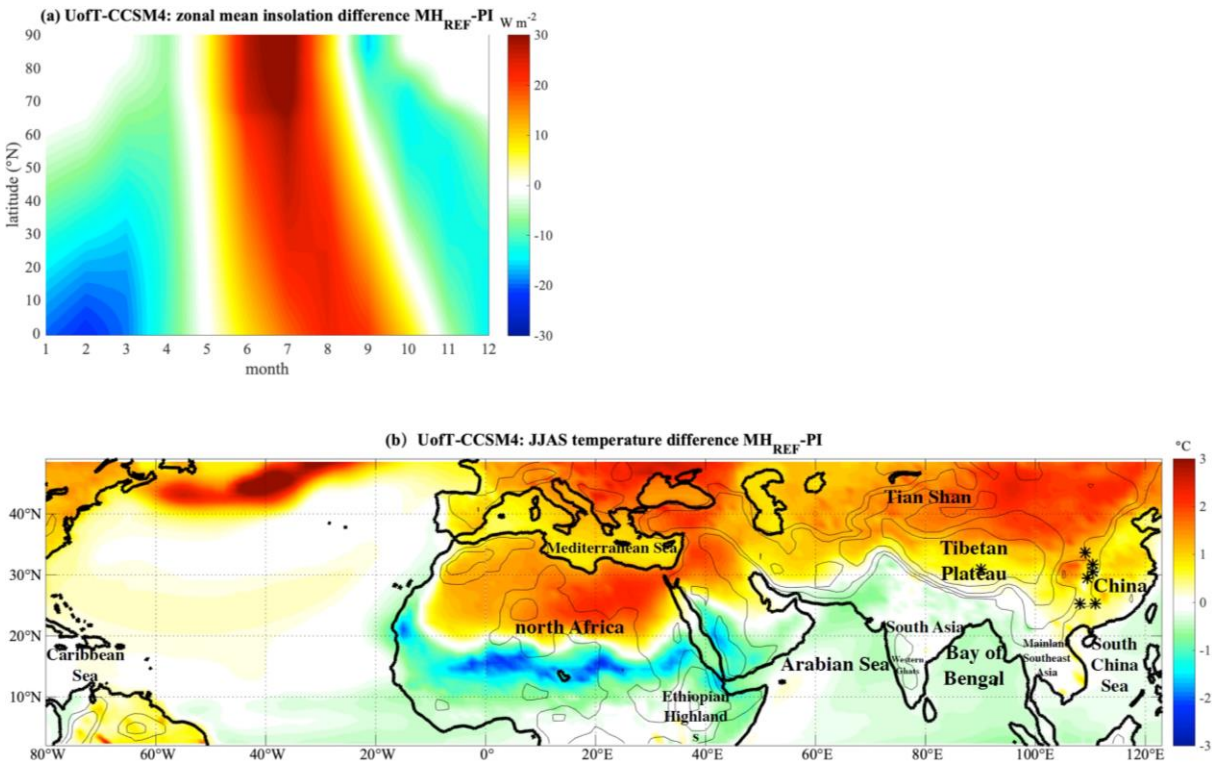 (a) UofT-CCSM4: zonal mean insolation difference MH_REF-PI
W m-2
90
80
70
60
50
40
30
20
10
0
latitude (°N)
1 2 3 4 5 6 7 8 9 10 11 12
month
30
20
10
0
-10
-20
-30
(b) UofT-CCSM4: JJAS temperature difference MH_REF-PI
°C
40°N
30°N
20°N
10°N
Tian Shan
Mediterranean Sea
Tibetan
Plateau
China
north Africa
South Asia
Caribbean
Sea
Arabian Sea
Western
Ghats
Bay of
Bengal
Mainland
Southeast
Asia
South
China
Sea
Ethiopian
Highland
s
80°W 60°W 40°W 20°W 0°W 20°E 40°E 60°E 80°E 100°E 120°E
3
2
1
0
-1
-2
-3